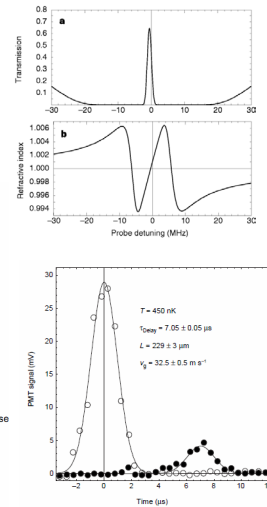 0.8
0.7
0.6
0.5
0.4
0.3
0.2
0.1
Transmission
a
−30 −20 −10 0 10 20 30
1.006
1.004
1.002
1.000
0.998
0.996
0.994
Refractive index
b
−30 −20 −10 0 10 20 30
Probe detuning (MHz)
30
25
20
15
10
5
0
PMT signal (mV)
T = 450 nK
τDelay = 7.05 ± 0.05 μs
L = 229 ± 3 μm
vg = 32.5 ± 0.5 m s⁻¹
−2 0 2 4 6 8 10 12
Time (μs)